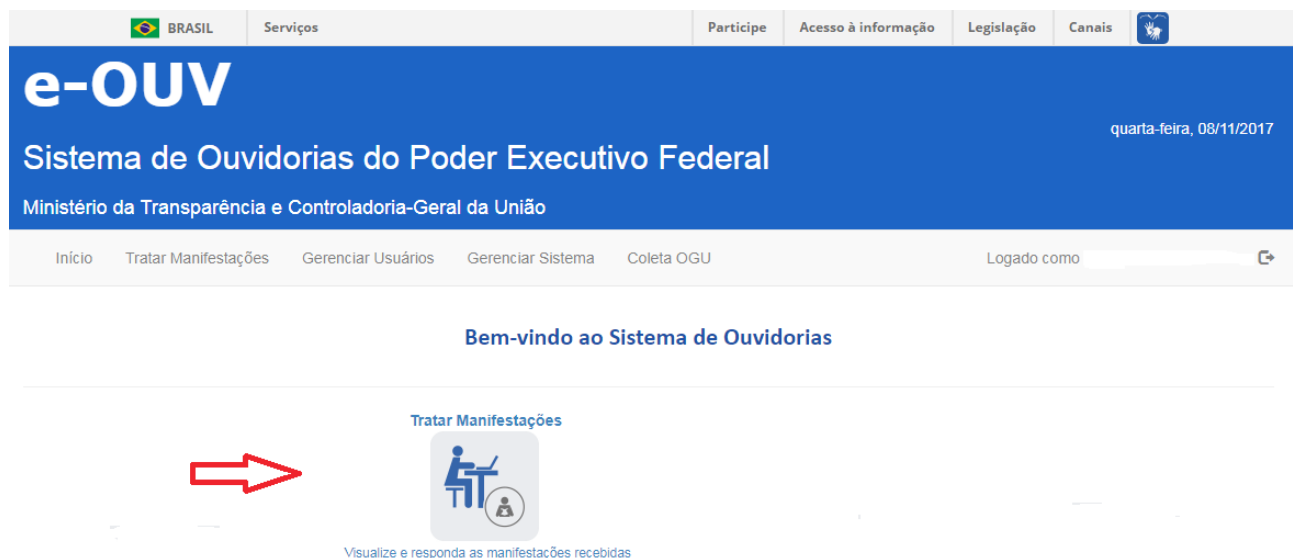 BRASIL Serviços Participe Acesso à informação Legislação Canais
e-OUV
quarta-feira, 08/11/2017
Sistema de Ouvidorias do Poder Executivo Federal
Ministério da Transparência e Controladoria-Geral da União
Início Tratar Manifestações Gerenciar Usuários Gerenciar Sistema Coleta OGU Logado como
Bem-vindo ao Sistema de Ouvidorias
Tratar Manifestações
Visualize e responda as manifestações recebidas